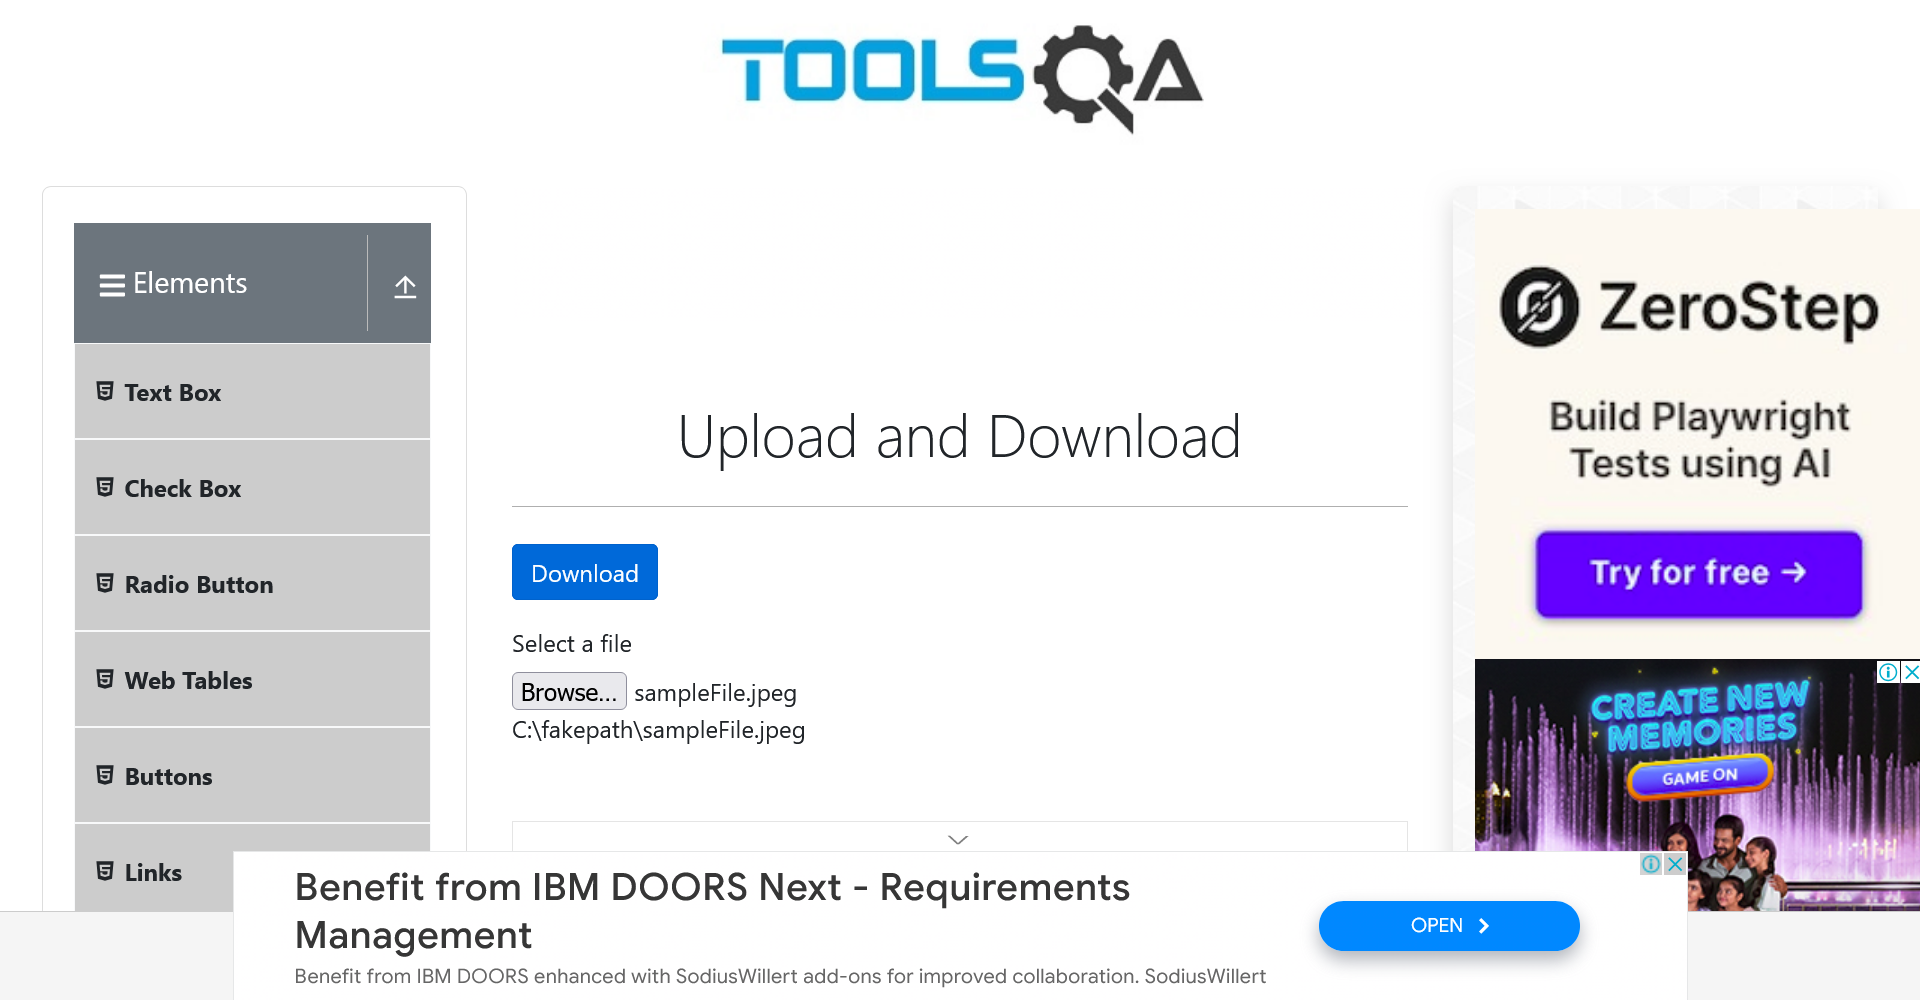 TOOLSQA
Elements
Text Box
Check Box
Radio Button
Web Tables
Buttons
Links
Upload and Download
Download
Select a file
Browse... sampleFile.jpeg
C:\fakepath\sampleFile.jpeg
ZeroStep
Build Playwright
Tests using AI
Try for free →
CREATE NEW
MEMORIES
GAME ON
Benefit from IBM DOORS Next - Requirements
Management
Benefit from IBM DOORS enhanced with SodiusWillert add-ons for improved collaboration. SodiusWillert
OPEN